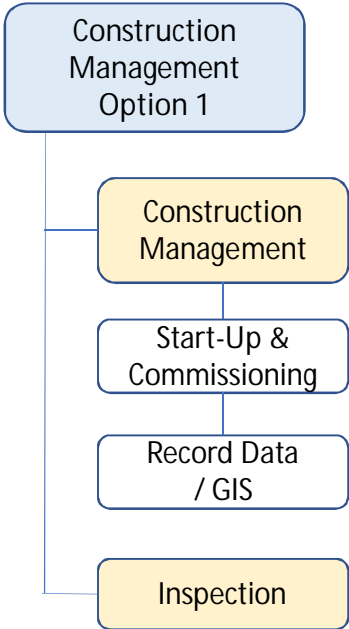 Construction
Management
Option 1
Construction
Management
Start-Up &
Commissioning
Record Data
/ GIS
Inspection